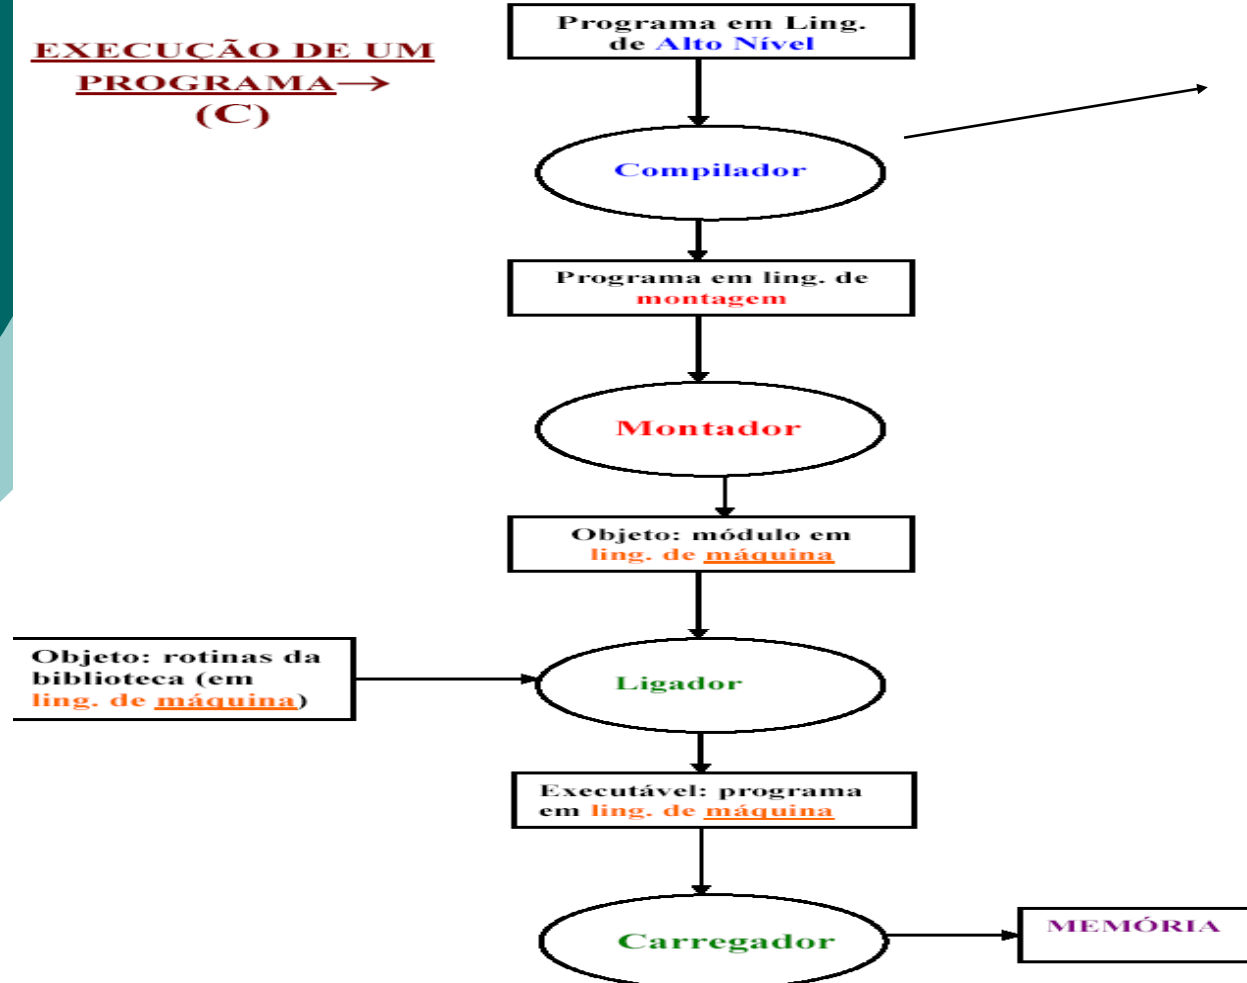 EXECUÇÃO DE UM
PROGRAMA→
(C)
Programa em Ling.
de Alto Nível
Compilador
Programa em ling. de
montagem
Montador
Objeto: módulo em
ling. de máquina
Objeto: rotinas da
biblioteca (em
ling. de máquina)
Ligador
Executável: programa
em ling. de máquina
Carregador
MEMÓRIA